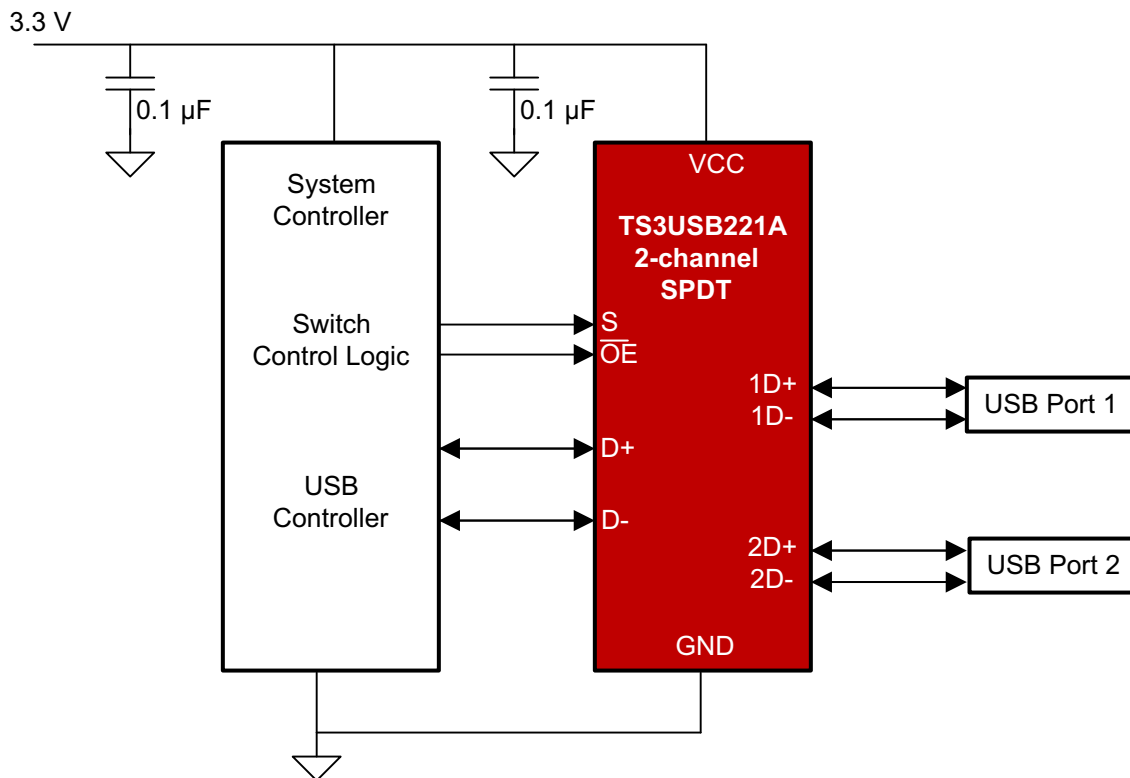 3.3 V
0.1 µF
0.1 µF
System
Controller
Switch
Control Logic
USB
Controller
VCC
TS3USB221A
2-channel
SPDT
S
O̅E̅
D+
D-
1D+
1D-
2D+
2D-
GND
USB Port 1
USB Port 2